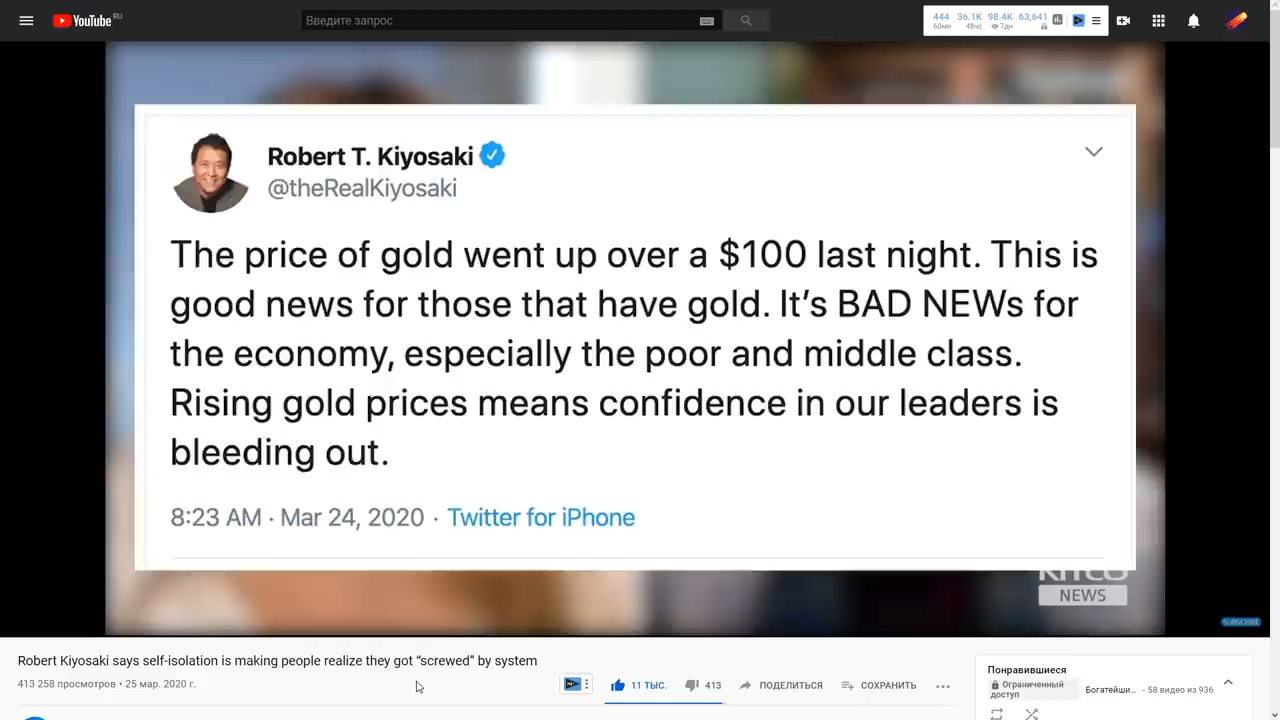 YouTube RU
Введите запрос
444 36.1K 98.4K 63,641
60мн 48чс 7дн
Robert T. Kiyosaki
@theRealKiyosaki
The price of gold went up over a $100 last night. This is
good news for those that have gold. It’s BAD NEWs for
the economy, especially the poor and middle class.
Rising gold prices means confidence in our leaders is
bleeding out.
8:23 AM · Mar 24, 2020 · Twitter for iPhone
KITCO
NEWS
SUBSCRIBE
Robert Kiyosaki says self-isolation is making people realize they got “screwed” by system
413 258 просмотров • 25 мар. 2020 г.
11 ТЫС.
413
ПОДЕЛИТЬСЯ
СОХРАНИТЬ
Понравившиеся
Ограниченный
доступ
Богатейши... - 58 видео из 936